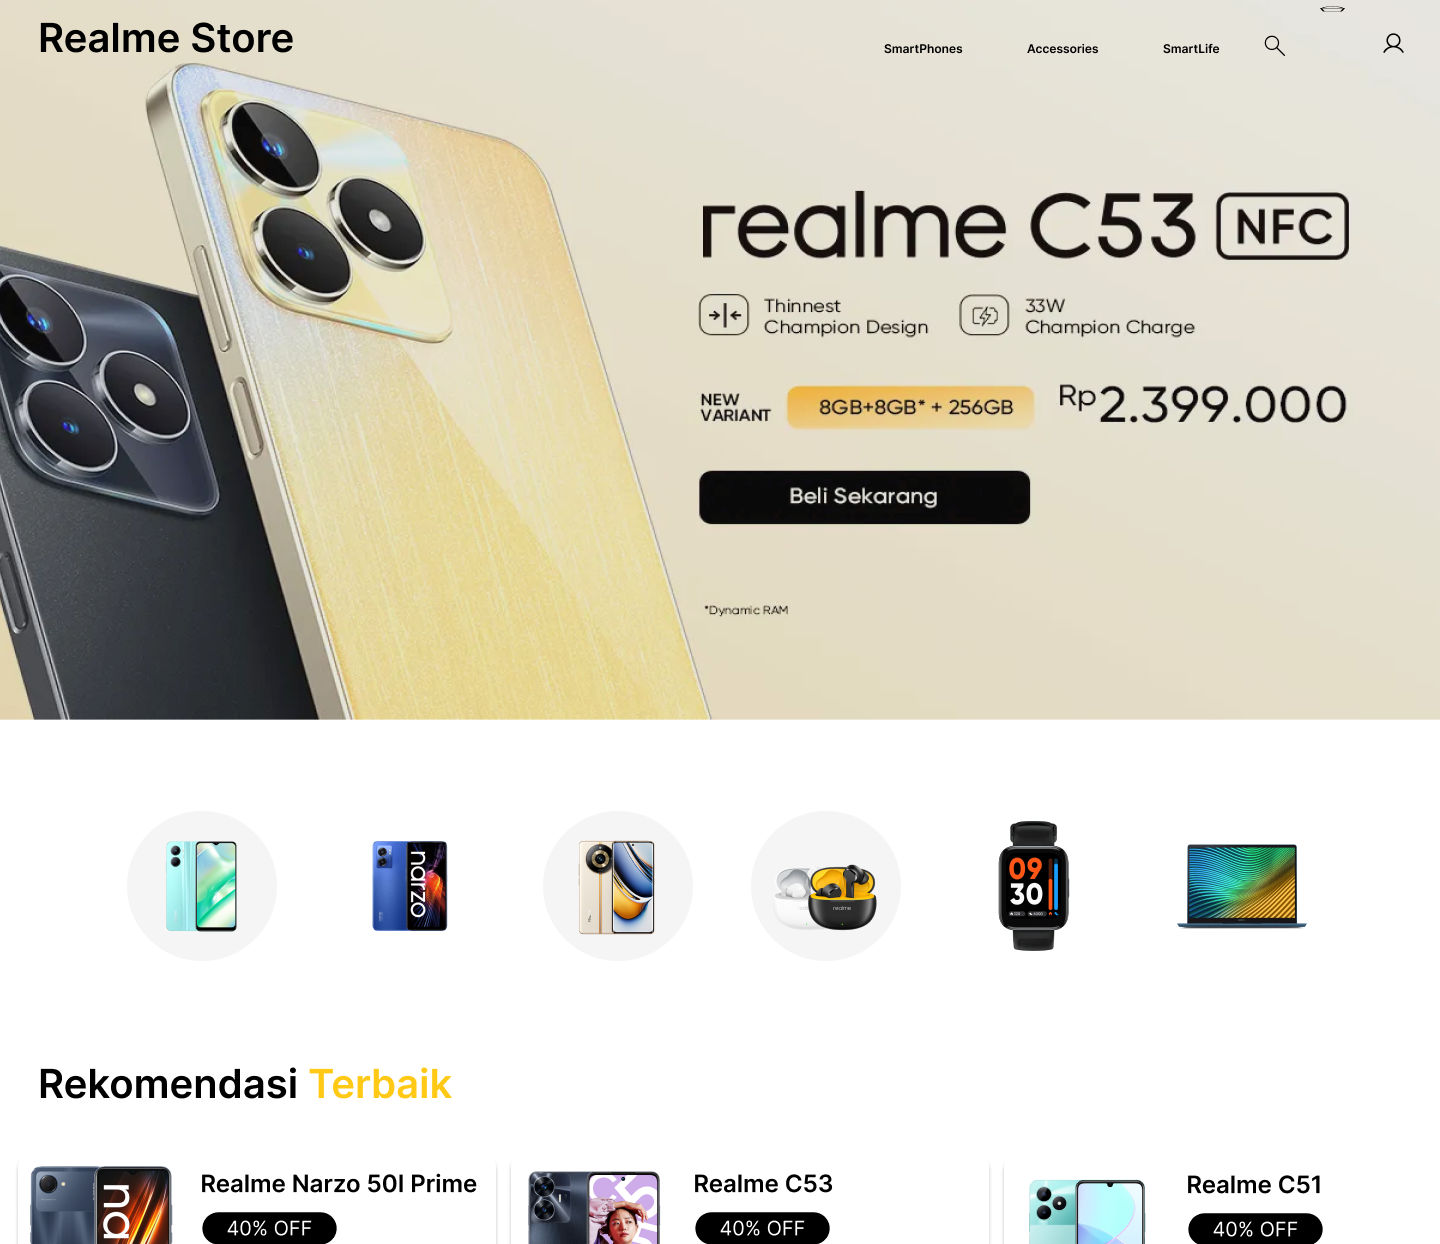 Realme Store
SmartPhones
Accessories
SmartLife
realme C53 NFC
Thinnest
Champion Design
33W
Champion Charge
NEW
VARIANT
8GB+8GB* + 256GB
Rp2.399.000
Beli Sekarang
*Dynamic RAM
narzo
realme
09
30
Rekomendasi Terbaik
Realme Narzo 50I Prime
40% OFF
Realme C53
40% OFF
Realme C51
40% OFF